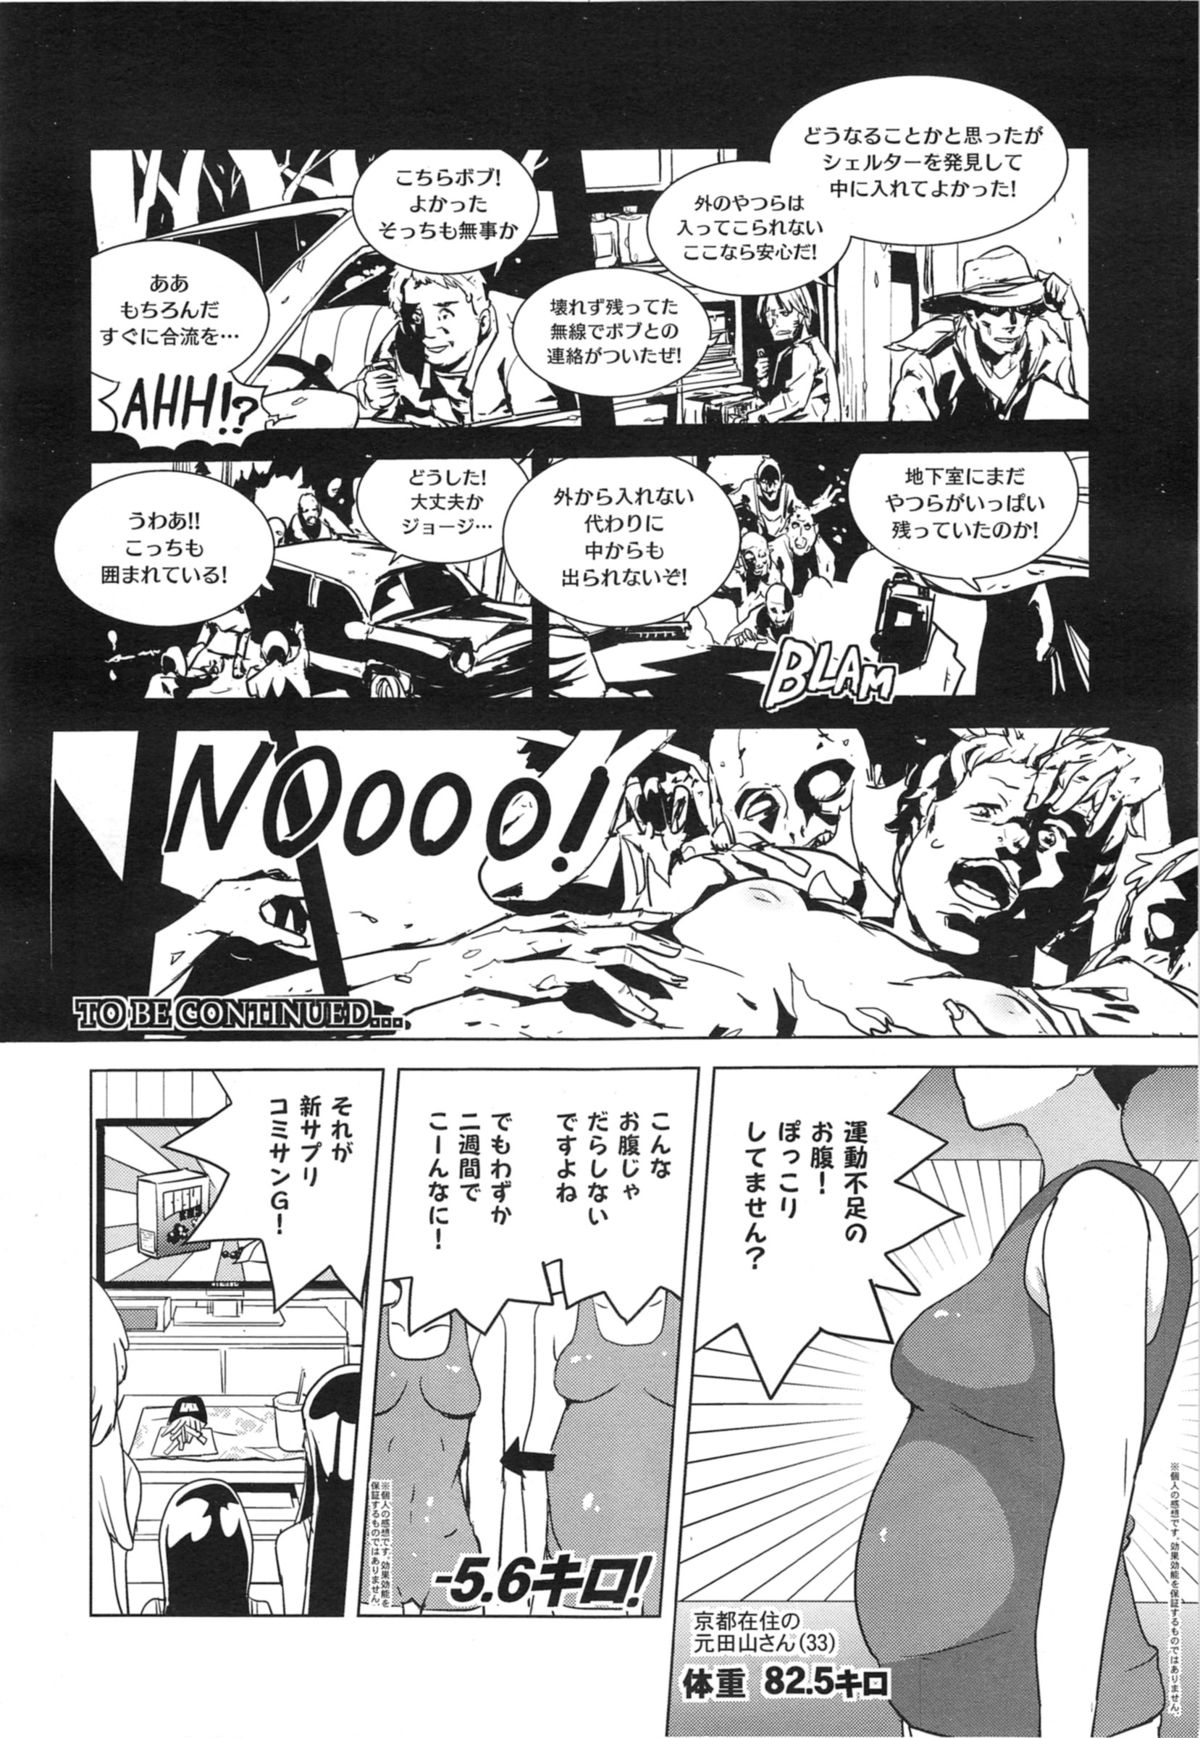 どうなることかと思ったが
シェルターを発見して
中に入れてよかった!
外のやつらは
入ってこられない
ここなら安心だ!
壊れず残ってた
無線でボブとの
連絡がついたぜ!
こちらボブ!
よかった
そっちも無事か
ああ
もちろんだ
すぐに合流を…
AHH!?
地下室にまだ
やつらがいっぱい
残っていたのか!
BLAM
外から入れない
代わりに
中からも
出られないぞ!
どうした!
大丈夫か
ジョージ…
うわあ!!
こっちも
囲まれている!
NOOOO!
TO BE CONTINUED....
運動不足の
お腹!
ぽっこり
してません?
※個人の感想です。効果効能を保証するものではありません。
京都在住の
元田山さん(33)
体重 82.5キロ
こんな
お腹じゃ
だらしない
ですよね
でもわずか
二週間で
こーんなに!
-5.6キロ!
※個人の感想です。効果効能を
保証するものではありません。
それが
新サプリ
コミサンG!